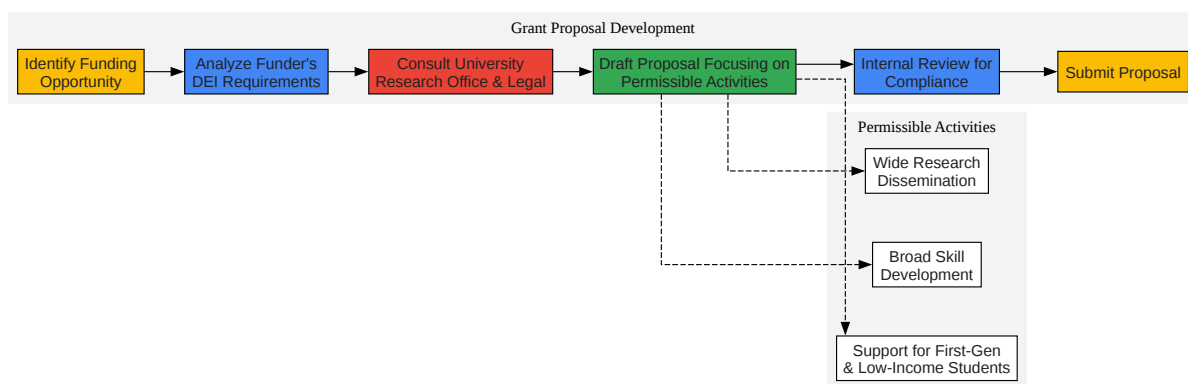 Grant Proposal Development
Identify Funding
Opportunity
Analyze Funder's
DEI Requirements
Consult University
Research Office & Legal
Draft Proposal Focusing on
Permissible Activities
Internal Review for
Compliance
Submit Proposal
Permissible Activities
Wide Research
Dissemination
Broad Skill
Development
Support for First-Gen
& Low-Income Students